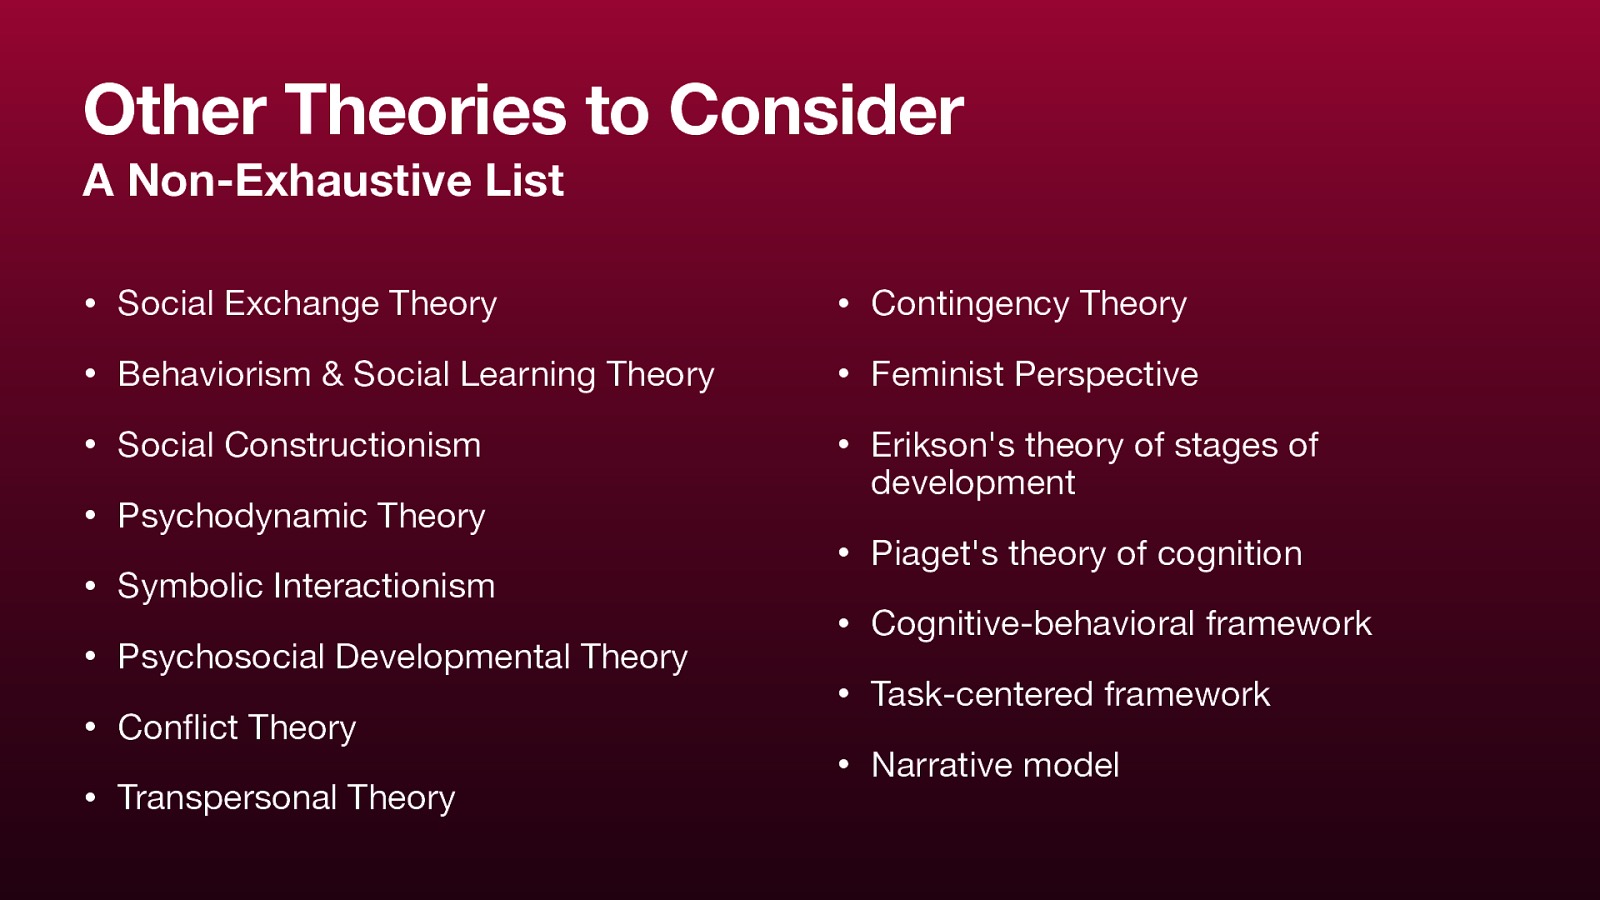 Other Theories to Consider
A Non-Exhaustive List
• Social Exchange Theory
• Behaviorism & Social Learning Theory
• Social Constructionism
• Psychodynamic Theory
• Symbolic Interactionism
• Psychosocial Developmental Theory
• Conflict Theory
• Transpersonal Theory
• Contingency Theory
• Feminist Perspective
• Erikson's theory of stages of
development
• Piaget's theory of cognition
• Cognitive-behavioral framework
• Task-centered framework
• Narrative model